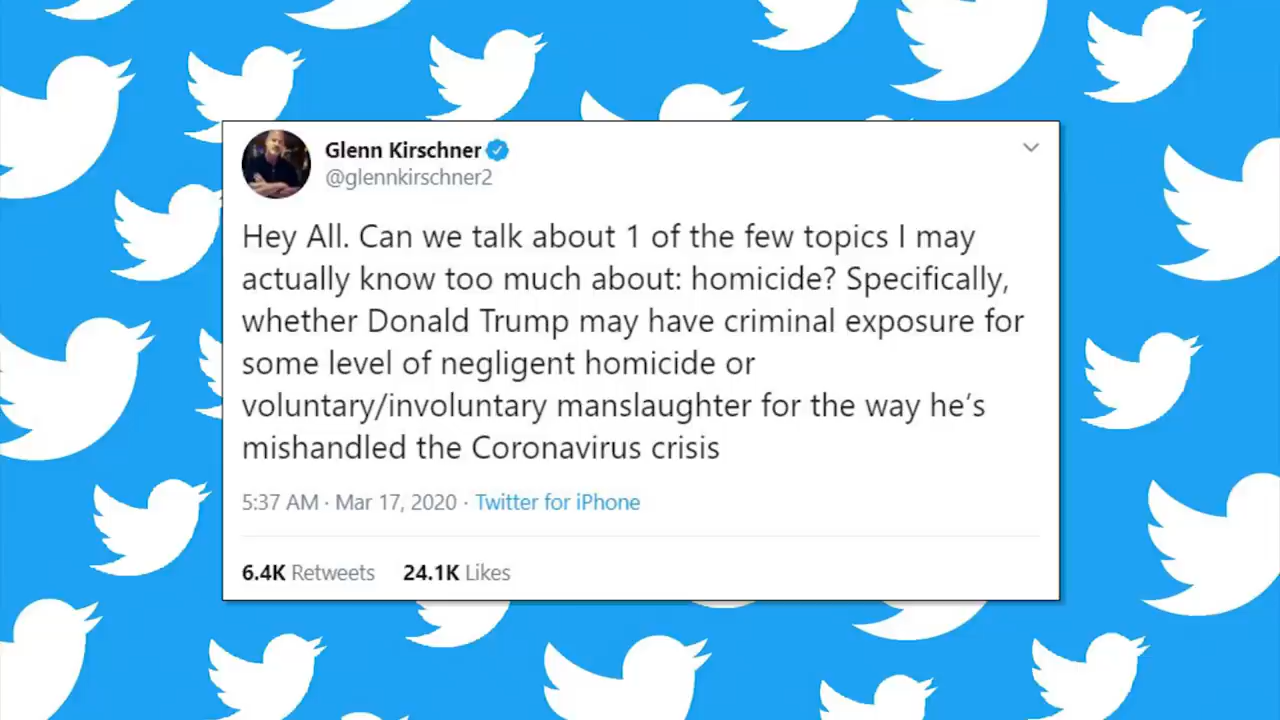 Glenn Kirschner
@glennkirschner2
Hey All. Can we talk about 1 of the few topics I may
actually know too much about: homicide? Specifically,
whether Donald Trump may have criminal exposure for
some level of negligent homicide or
voluntary/involuntary manslaughter for the way he's
mishandled the Coronavirus crisis
5:37 AM · Mar 17, 2020 · Twitter for iPhone
6.4K Retweets 24.1K Likes